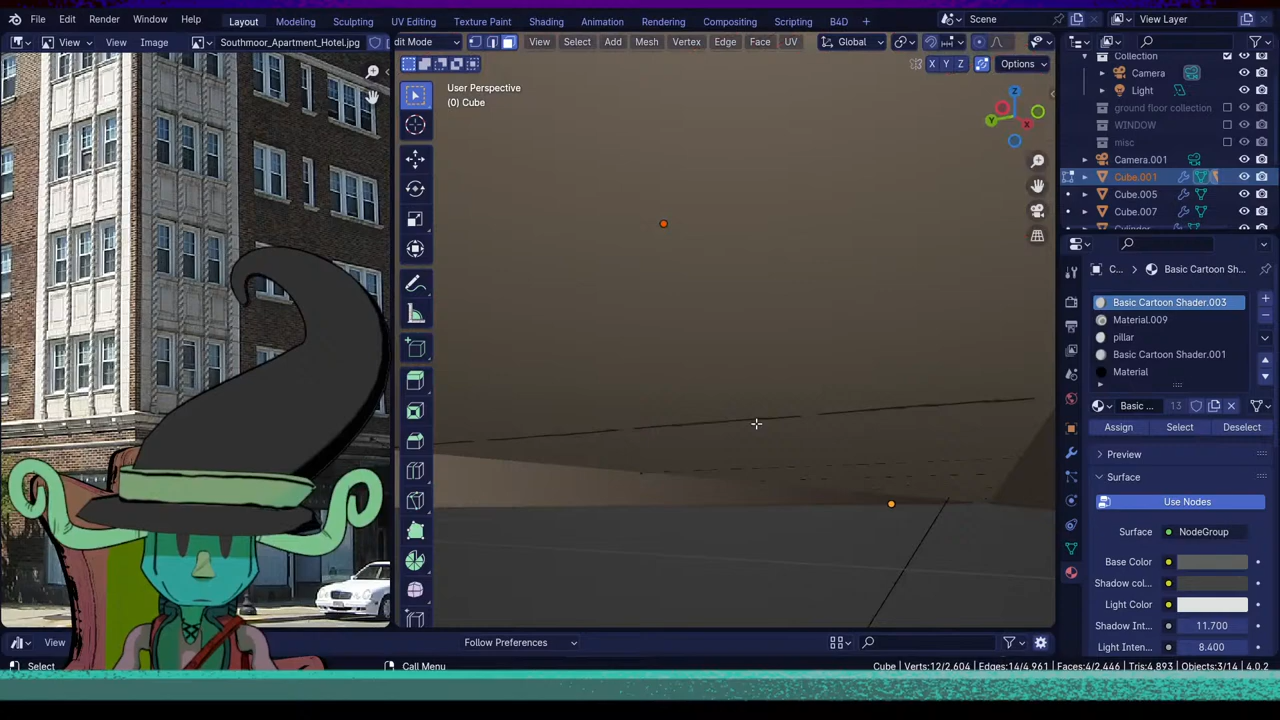 File Edit Render Window Help Layout Modeling Sculpting UV Editing Texture Paint Shading Animation Rendering Compositing Scripting B4D + Scene View Layer
View View Image Southmoor_Apartment_Hotel.jpg dit Mode View Select Add Mesh Vertex Edge Face UV Global
X Y Z Options
Collection
Camera
Light
ground floor collection
WINDOW
misc
Camera.001
Cube.001
Cube.005
Cube.007
Cylinder
User Perspective
(0) Cube
Z
Y
X
C... Basic Cartoon Sh...
Basic Cartoon Shader.003
Material.009
pillar
Basic Cartoon Shader.001
Material
Basic ... 13
Assign Select Deselect
Preview
Surface
Use Nodes
Surface NodeGroup
Base Color
Shadow col...
Light Color
Shadow Int... 11.700
Light Inten... 8.400
View Follow Preferences
Select Call Menu Cube | Verts:12/2,604 | Edges:14/4,961 | Faces:4/2,446 | Tris:4,893 | Objects:3/14 | 4.0.2